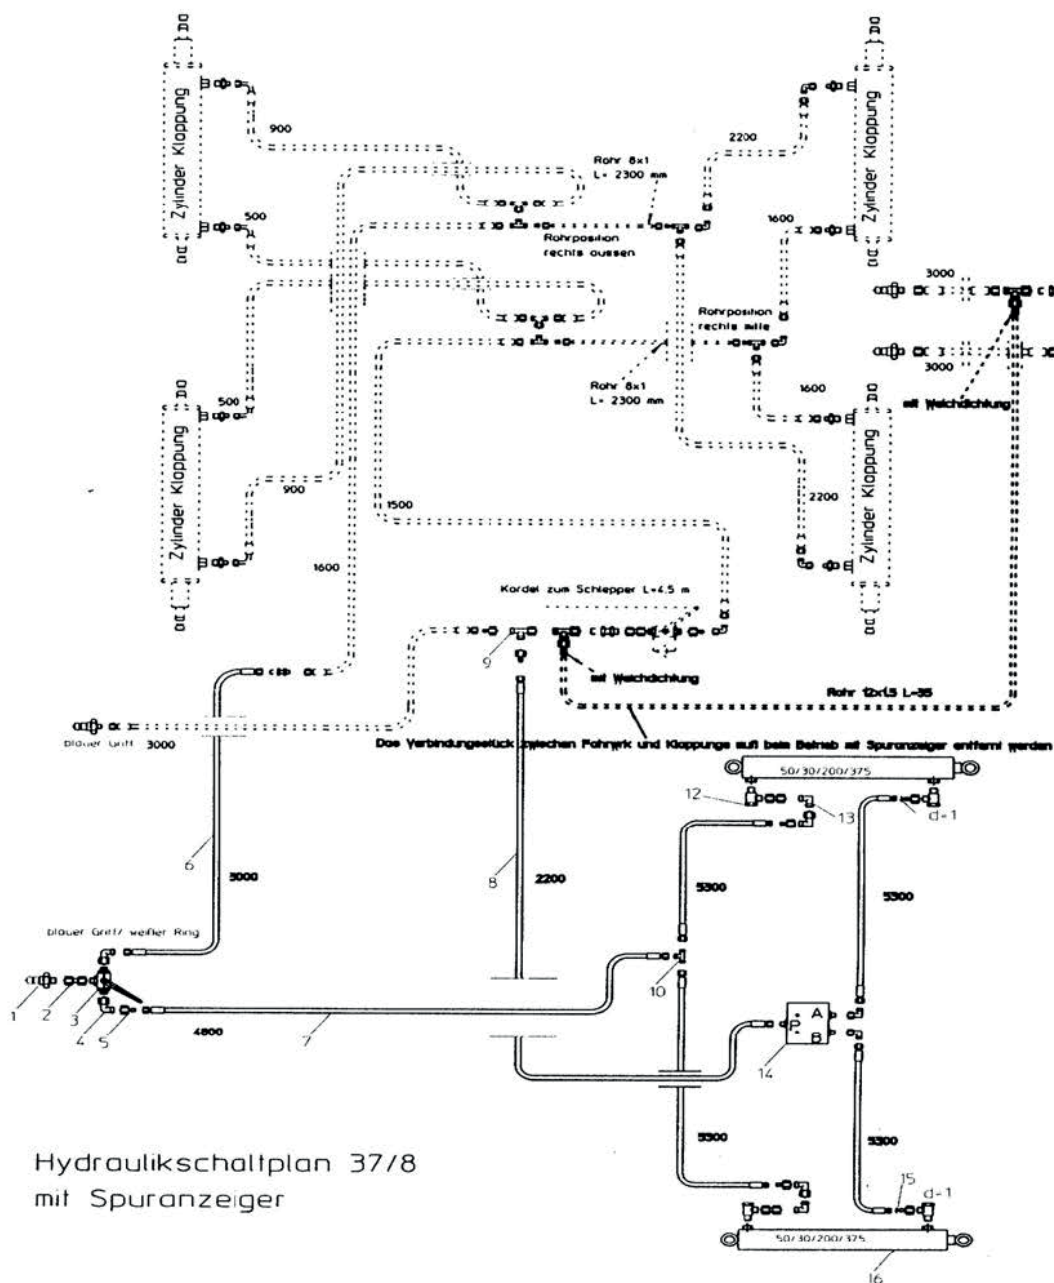 Zylinder Klappung
Zylinder Klappung
900
2200
Rohr 8x1
L= 2300 mm
500
1600
Rohrposition
rechts aussen
3000
Rohrposition
rechts mitte
3000
Rohr 8x1
L= 2300 mm
500
1600
mit Weichdichtung
Zylinder Klappung
Zylinder Klappung
900
2200
1500
1600
Kordel zum Schlepper L=4.5 m
9
mit Weichdichtung
Rohr 12x1.5 L=35
blauer Griff
3000
Das Verbindungsstück zwischen Fahrwrk und Klappunge muß beim Betrieb mit Spuranzeiger entfernt werden
50/30/200/375
12
13
d=1
6
3000
8
2200
5300
5300
blauer Griff/ weißer Ring
1
2
3
4
5
7
4800
10
A
P
B
14
5300
5300
Hydraulikschaltplan 37/8
mit Spuranzeiger
15
d=1
50/30/200/375
16